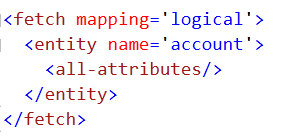 <fetch mapping='logical'>
<entity name='account'>
<all-attributes/>
</entity>
</fetch>